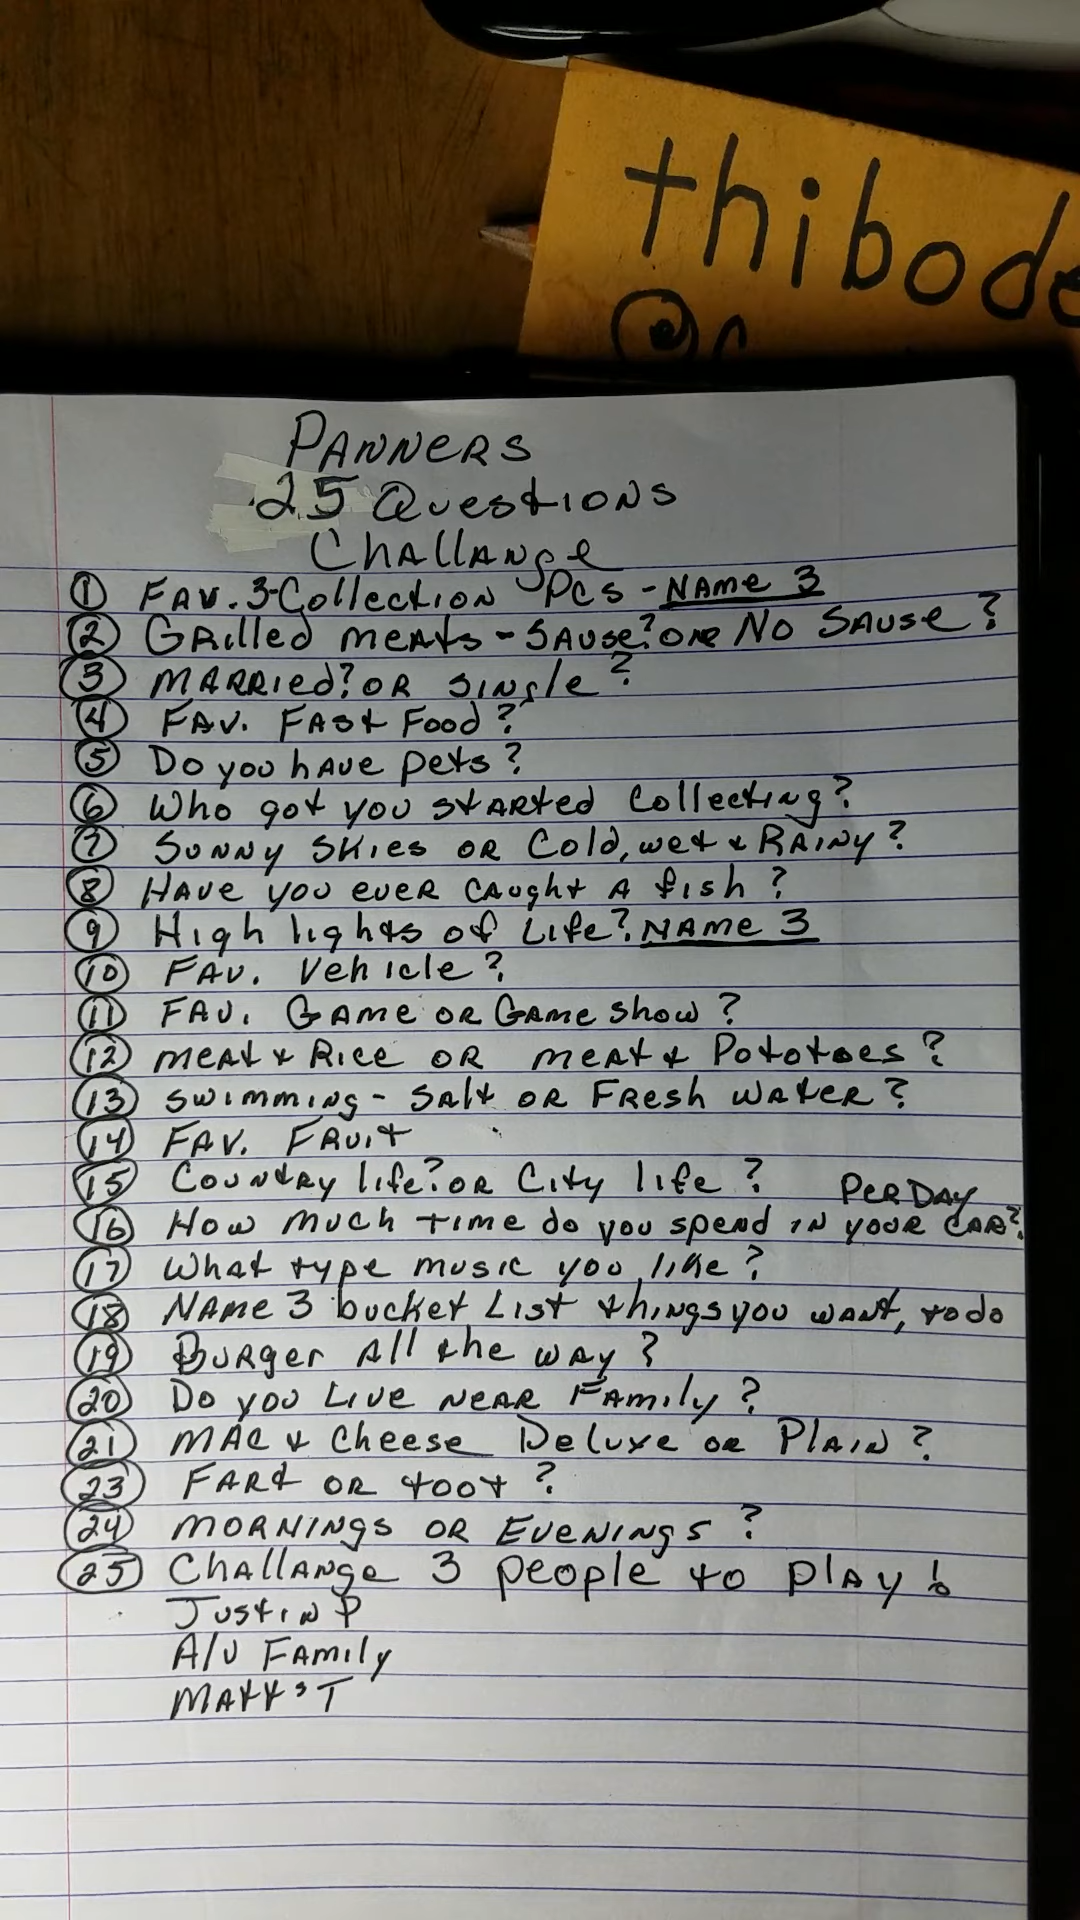 thibode
PANNERS
25 Questions
Challange
1 FAV. 3-Collection Pcs - NAME 3
2 GRilled meats - SAUSE? OR NO SAUSE?
3 MARRied? OR SINgle?
4 FAV. FAST Food?
5 Do you hAve pets?
6 Who got you stARted Collecting?
7 SUNNY SKies OR Cold, wet & RAINY?
8 HAVE you eveR CAught A fish?
9 High lights of Life? NAME 3
10 FAV. Vehicle?
11 FAV. GAme OR GAme show?
12 meAt & Rice OR meAt & Pototoes?
13 swimming - SAlt OR FResh wAteR?
14 FAV. FRuit
15 CountRy life? OR City life?
16 How much time do you spend in your CAR? PER DAY
17 What type music you like?
18 NAme 3 bucket List things you wANt, todo
19 BuRger All the wAy?
20 Do you Live neAR FAmily?
21 MAC & Cheese Deluxe or PlAiN?
23 FARt OR toot?
24 MORNINgs OR EveNiNgs?
25 ChAllANge 3 people to plAy!
Justin P
A/U FAmily
MAtt's T